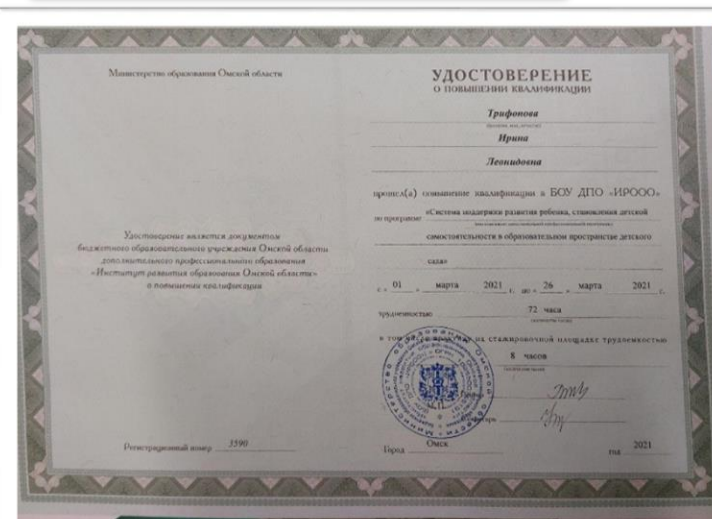 Министерство образования Омской области
Удостоверение является документом
бюджетного образовательного учреждения Омской области
дополнительного профессионального образования
«Институт развития образования Омской области»
о повышении квалификации
Регистрационный номер 3590
УДОСТОВЕРЕНИЕ
О ПОВЫШЕНИИ КВАЛИФИКАЦИИ
Трифонова
Ирина
Леонидовна
прошел(а) повышение квалификации в БОУ ДПО «ИРООО»
по программе «Система поддержки развития ребенка, становления детской
самостоятельности в образовательном пространстве детского
сада»
с « 01 » марта 2021 г. по « 26 » марта 2021 г.
трудоемкостью 72 часа
в том числе на стажировочной площадке трудоемкостью
8 часов
Город Омск год 2021